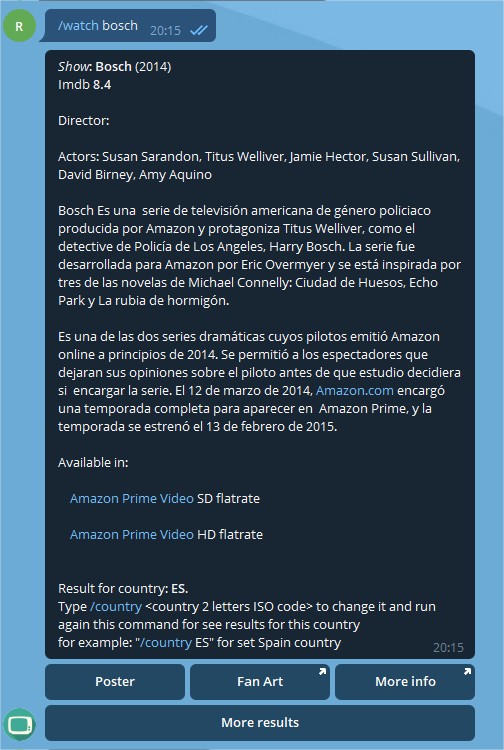 R
/watch bosch 20:15
Show: Bosch (2014)
Imdb 8.4
Director:
Actors: Susan Sarandon, Titus Welliver, Jamie Hector, Susan Sullivan,
David Birney, Amy Aquino
Bosch Es una serie de televisión americana de género policiaco
producida por Amazon y protagoniza Titus Welliver, como el
detective de Policía de Los Angeles, Harry Bosch. La serie fue
desarrollada para Amazon por Eric Overmyer y se está inspirada por
tres de las novelas de Michael Connelly: Ciudad de Huesos, Echo
Park y La rubia de hormigón.
Es una de las dos series dramáticas cuyos pilotos emitió Amazon
online a principios de 2014. Se permitió a los espectadores que
dejaran sus opiniones sobre el piloto antes de que estudio decidiera
si encargar la serie. El 12 de marzo de 2014, Amazon.com encargó
una temporada completa para aparecer en Amazon Prime, y la
temporada se estrenó el 13 de febrero de 2015.
Available in:
Amazon Prime Video SD flatrate
Amazon Prime Video HD flatrate
Result for country: ES.
Type /country <country 2 letters ISO code> to change it and run
again this command for see results for this country
for example: "/country ES" for set Spain country
20:15
Poster Fan Art More info
More results